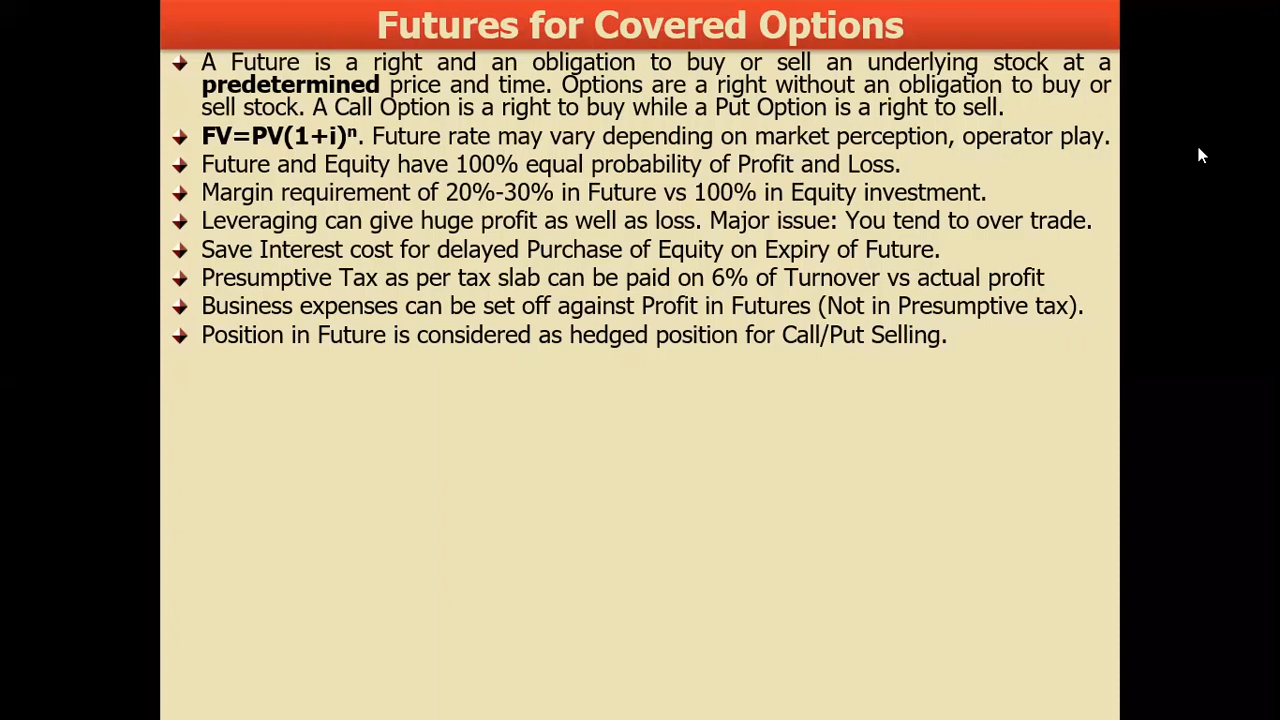 Futures for Covered Options
A Future is a right and an obligation to buy or sell an underlying stock at a
predetermined price and time. Options are a right without an obligation to buy or
sell stock. A Call Option is a right to buy while a Put Option is a right to sell.
FV=PV(1+i)ⁿ. Future rate may vary depending on market perception, operator play.
Future and Equity have 100% equal probability of Profit and Loss.
Margin requirement of 20%-30% in Future vs 100% in Equity investment.
Leveraging can give huge profit as well as loss. Major issue: You tend to over trade.
Save Interest cost for delayed Purchase of Equity on Expiry of Future.
Presumptive Tax as per tax slab can be paid on 6% of Turnover vs actual profit
Business expenses can be set off against Profit in Futures (Not in Presumptive tax).
Position in Future is considered as hedged position for Call/Put Selling.